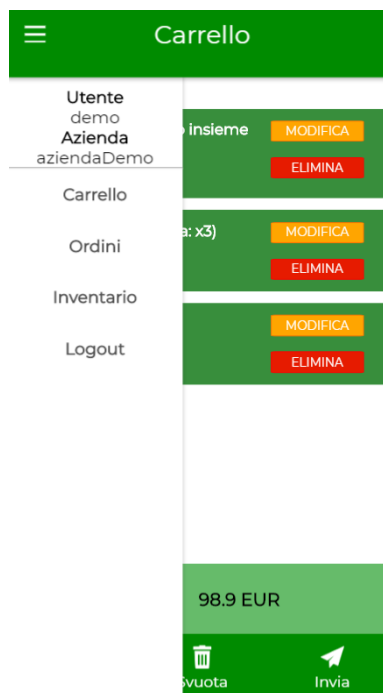 Carrello
Utente
demo
Azienda
aziendaDemo
Carrello
Ordini
Inventario
Logout
insieme
MODIFICA
ELIMINA
a: x3)
MODIFICA
ELIMINA
MODIFICA
ELIMINA
98.9 EUR
Svuota
Invia